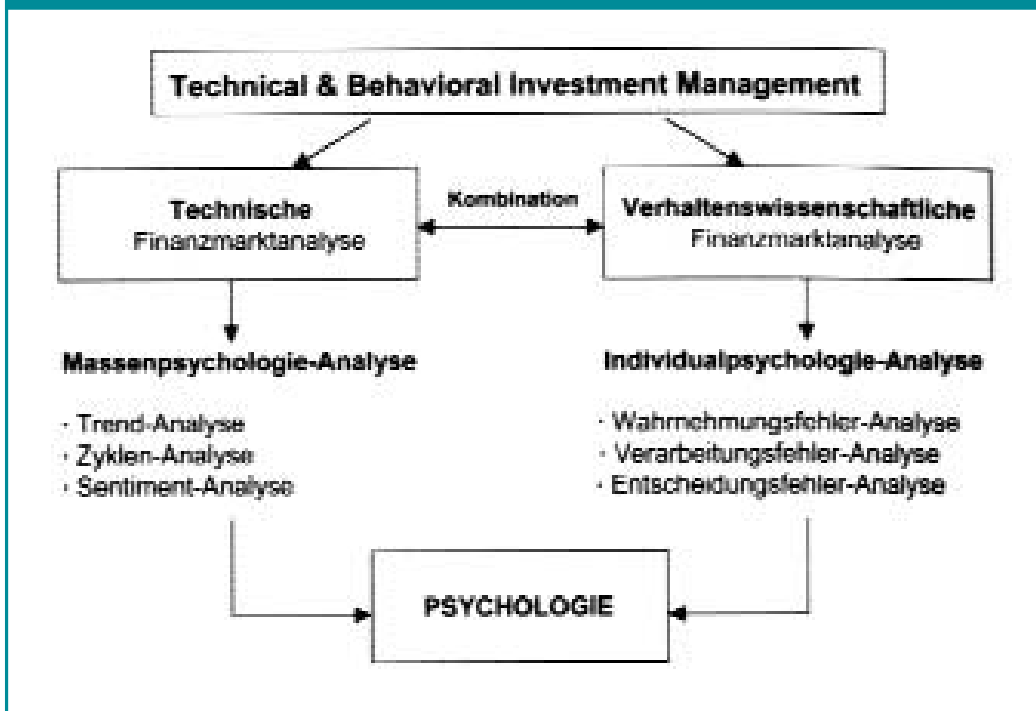 Technical & Behavioral Investment Management
Technische
Finanzmarktanalyse
Kombination
Verhaltenswissenschaftliche
Finanzmarktanalyse
Massenpsychologie-Analyse
· Trend-Analyse
· Zyklen-Analyse
· Sentiment-Analyse
Individualpsychologie-Analyse
· Wahrnehmungsfehler-Analyse
· Verarbeitungsfehler-Analyse
· Entscheidungsfehler-Analyse
PSYCHOLOGIE